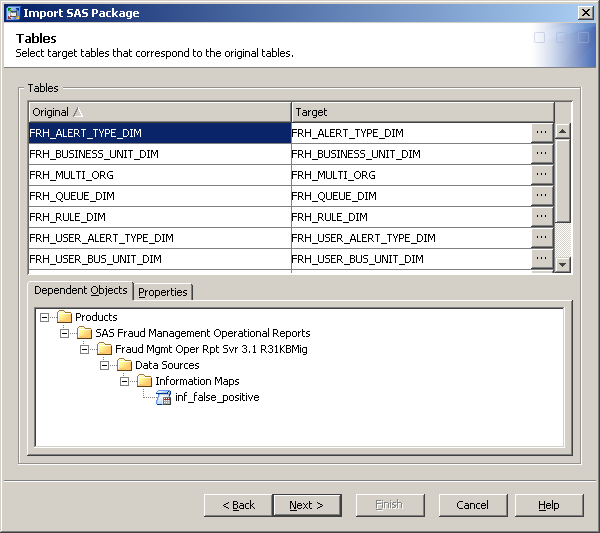 Import SAS Package
Tables
Select target tables that correspond to the original tables.
Tables
Original Target
FRH_ALERT_TYPE_DIM FRH_ALERT_TYPE_DIM ...
FRH_BUSINESS_UNIT_DIM FRH_BUSINESS_UNIT_DIM ...
FRH_MULTI_ORG FRH_MULTI_ORG ...
FRH_QUEUE_DIM FRH_QUEUE_DIM ...
FRH_RULE_DIM FRH_RULE_DIM ...
FRH_USER_ALERT_TYPE_DIM FRH_USER_ALERT_TYPE_DIM ...
FRH_USER_BUS_UNIT_DIM FRH_USER_BUS_UNIT_DIM ...
Dependent Objects Properties
Products
SAS Fraud Management Operational Reports
Fraud Mgmt Oper Rpt Svr 3.1 R31KBMig
Data Sources
Information Maps
inf_false_positive
< Back Next > Finish Cancel Help